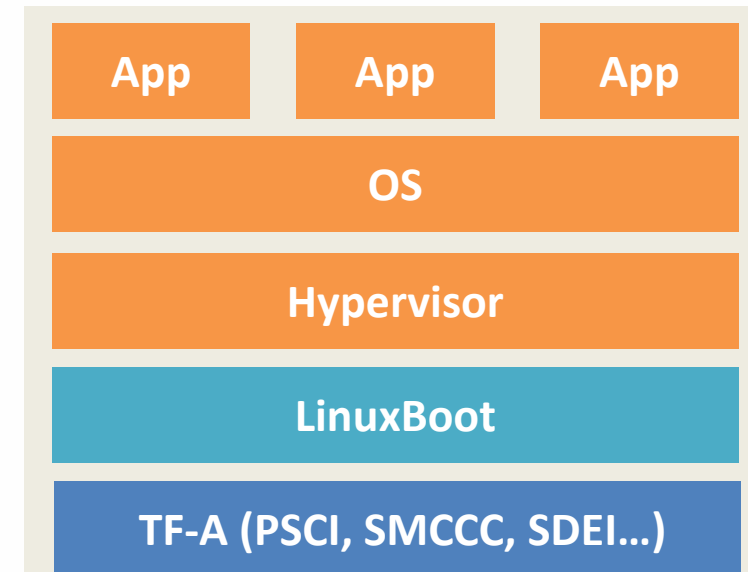 App App App
OS
Hypervisor
LinuxBoot
TF-A (PSCI, SMCCC, SDEI...)